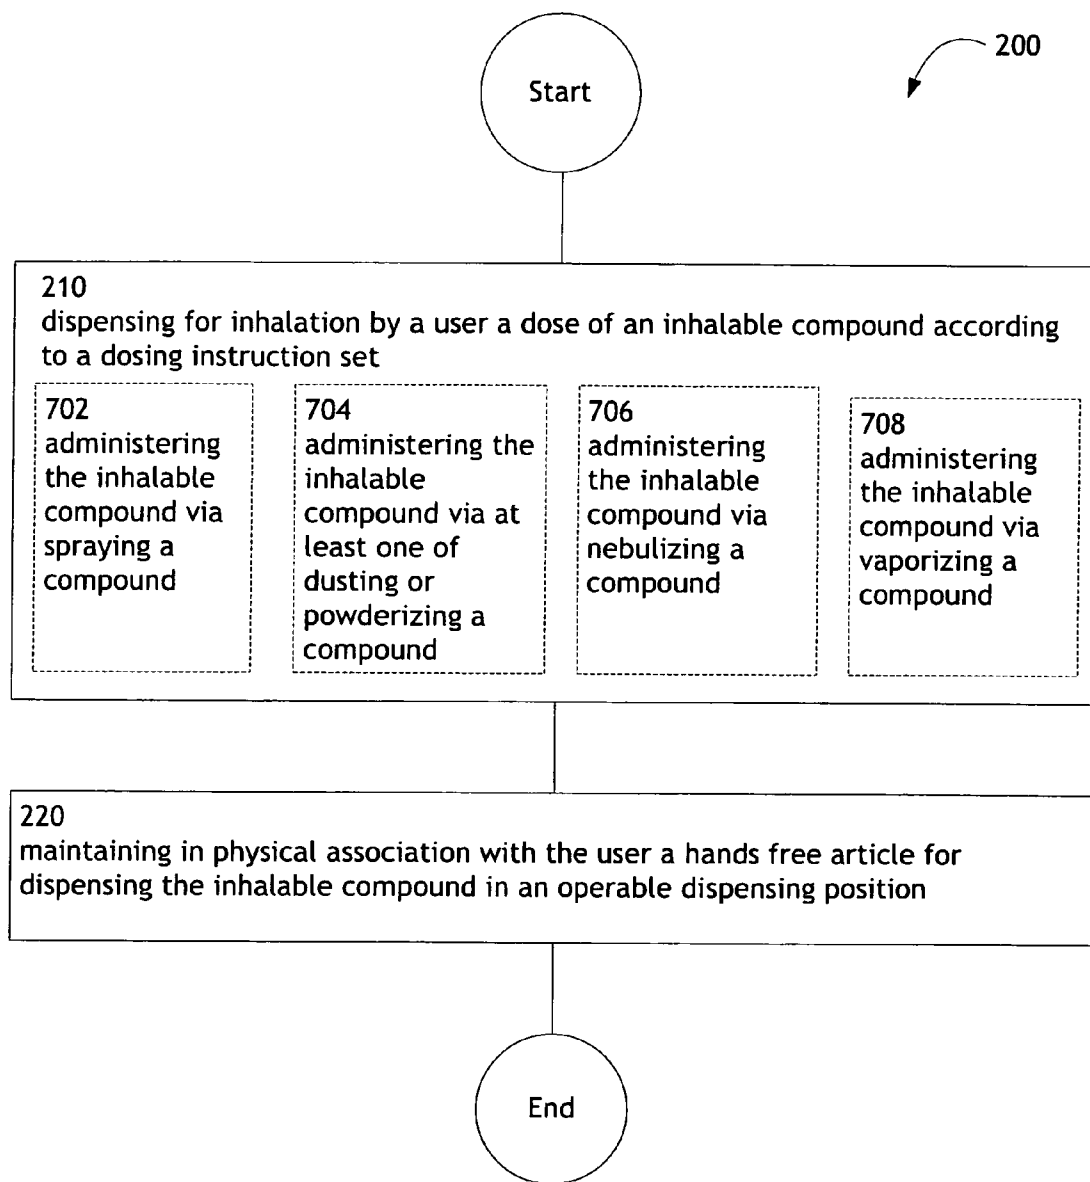 200
Start
210
dispensing for inhalation by a user a dose of an inhalable compound according
to a dosing instruction set
702
administering
the inhalable
compound via
spraying a
compound
704
administering the
inhalable
compound via at
least one of
dusting or
powderizing a
compound
706
administering
the inhalable
compound via
nebulizing a
compound
708
administering
the inhalable
compound via
vaporizing a
compound
220
maintaining in physical association with the user a hands free article for
dispensing the inhalable compound in an operable dispensing position
End